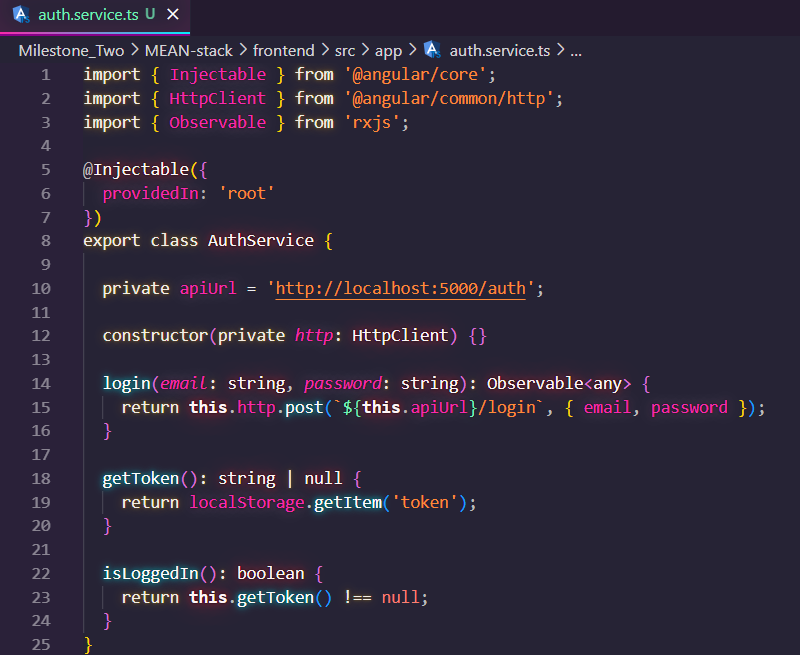 auth.service.ts U ✕
Milestone_Two > MEAN-stack > frontend > src > app > auth.service.ts > ...
1 import { Injectable } from '@angular/core';
2 import { HttpClient } from '@angular/common/http';
3 import { Observable } from 'rxjs';
4
5 @Injectable({
6   providedIn: 'root'
7 })
8 export class AuthService {
9
10   private apiUrl = 'http://localhost:5000/auth';
11
12   constructor(private http: HttpClient) {}
13
14   login(email: string, password: string): Observable<any> {
15     return this.http.post(`${this.apiUrl}/login`, { email, password });
16   }
17
18   getToken(): string | null {
19     return localStorage.getItem('token');
20   }
21
22   isLoggedIn(): boolean {
23     return this.getToken() !== null;
24   }
25 }